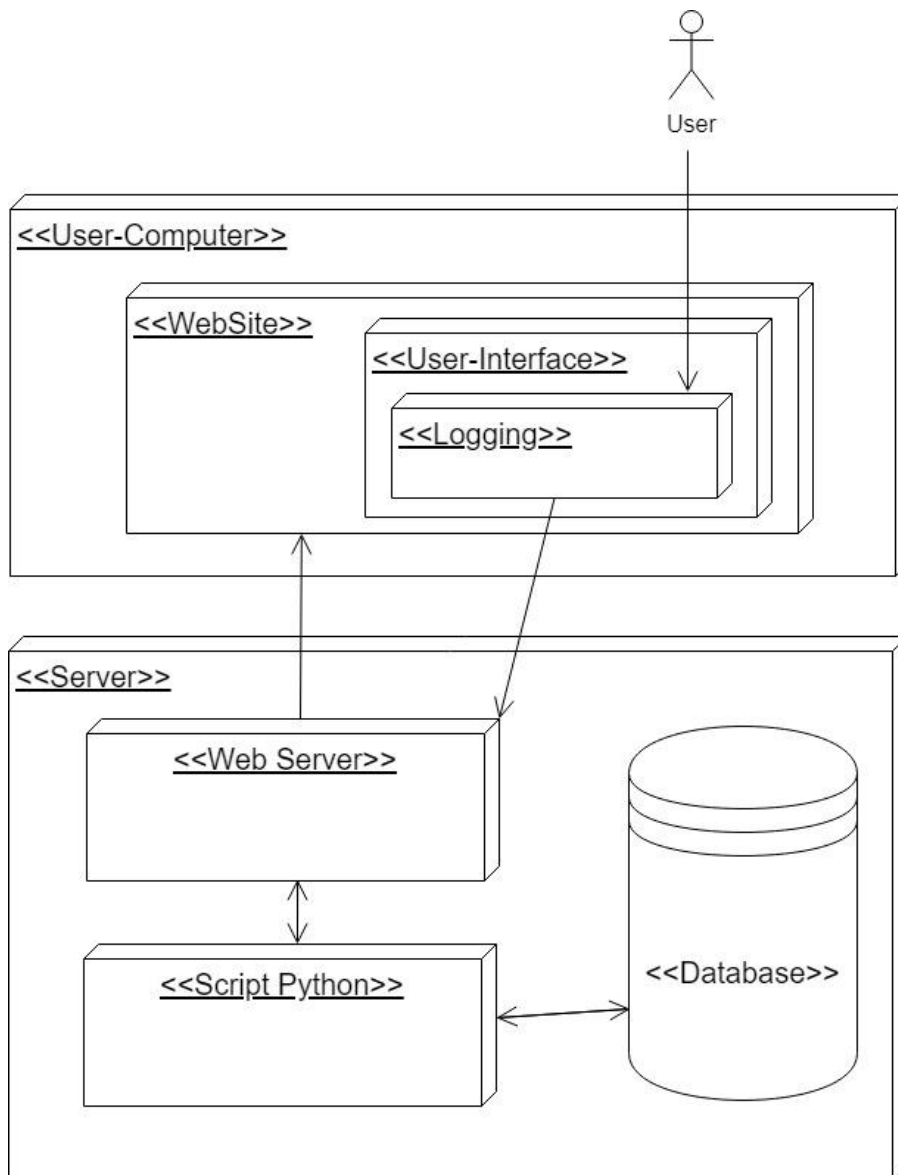 User
<<User-Computer>>
<<WebSite>>
<<User-Interface>>
<<Logging>>
<<Server>>
<<Web Server>>
<<Database>>
<<Script Python>>